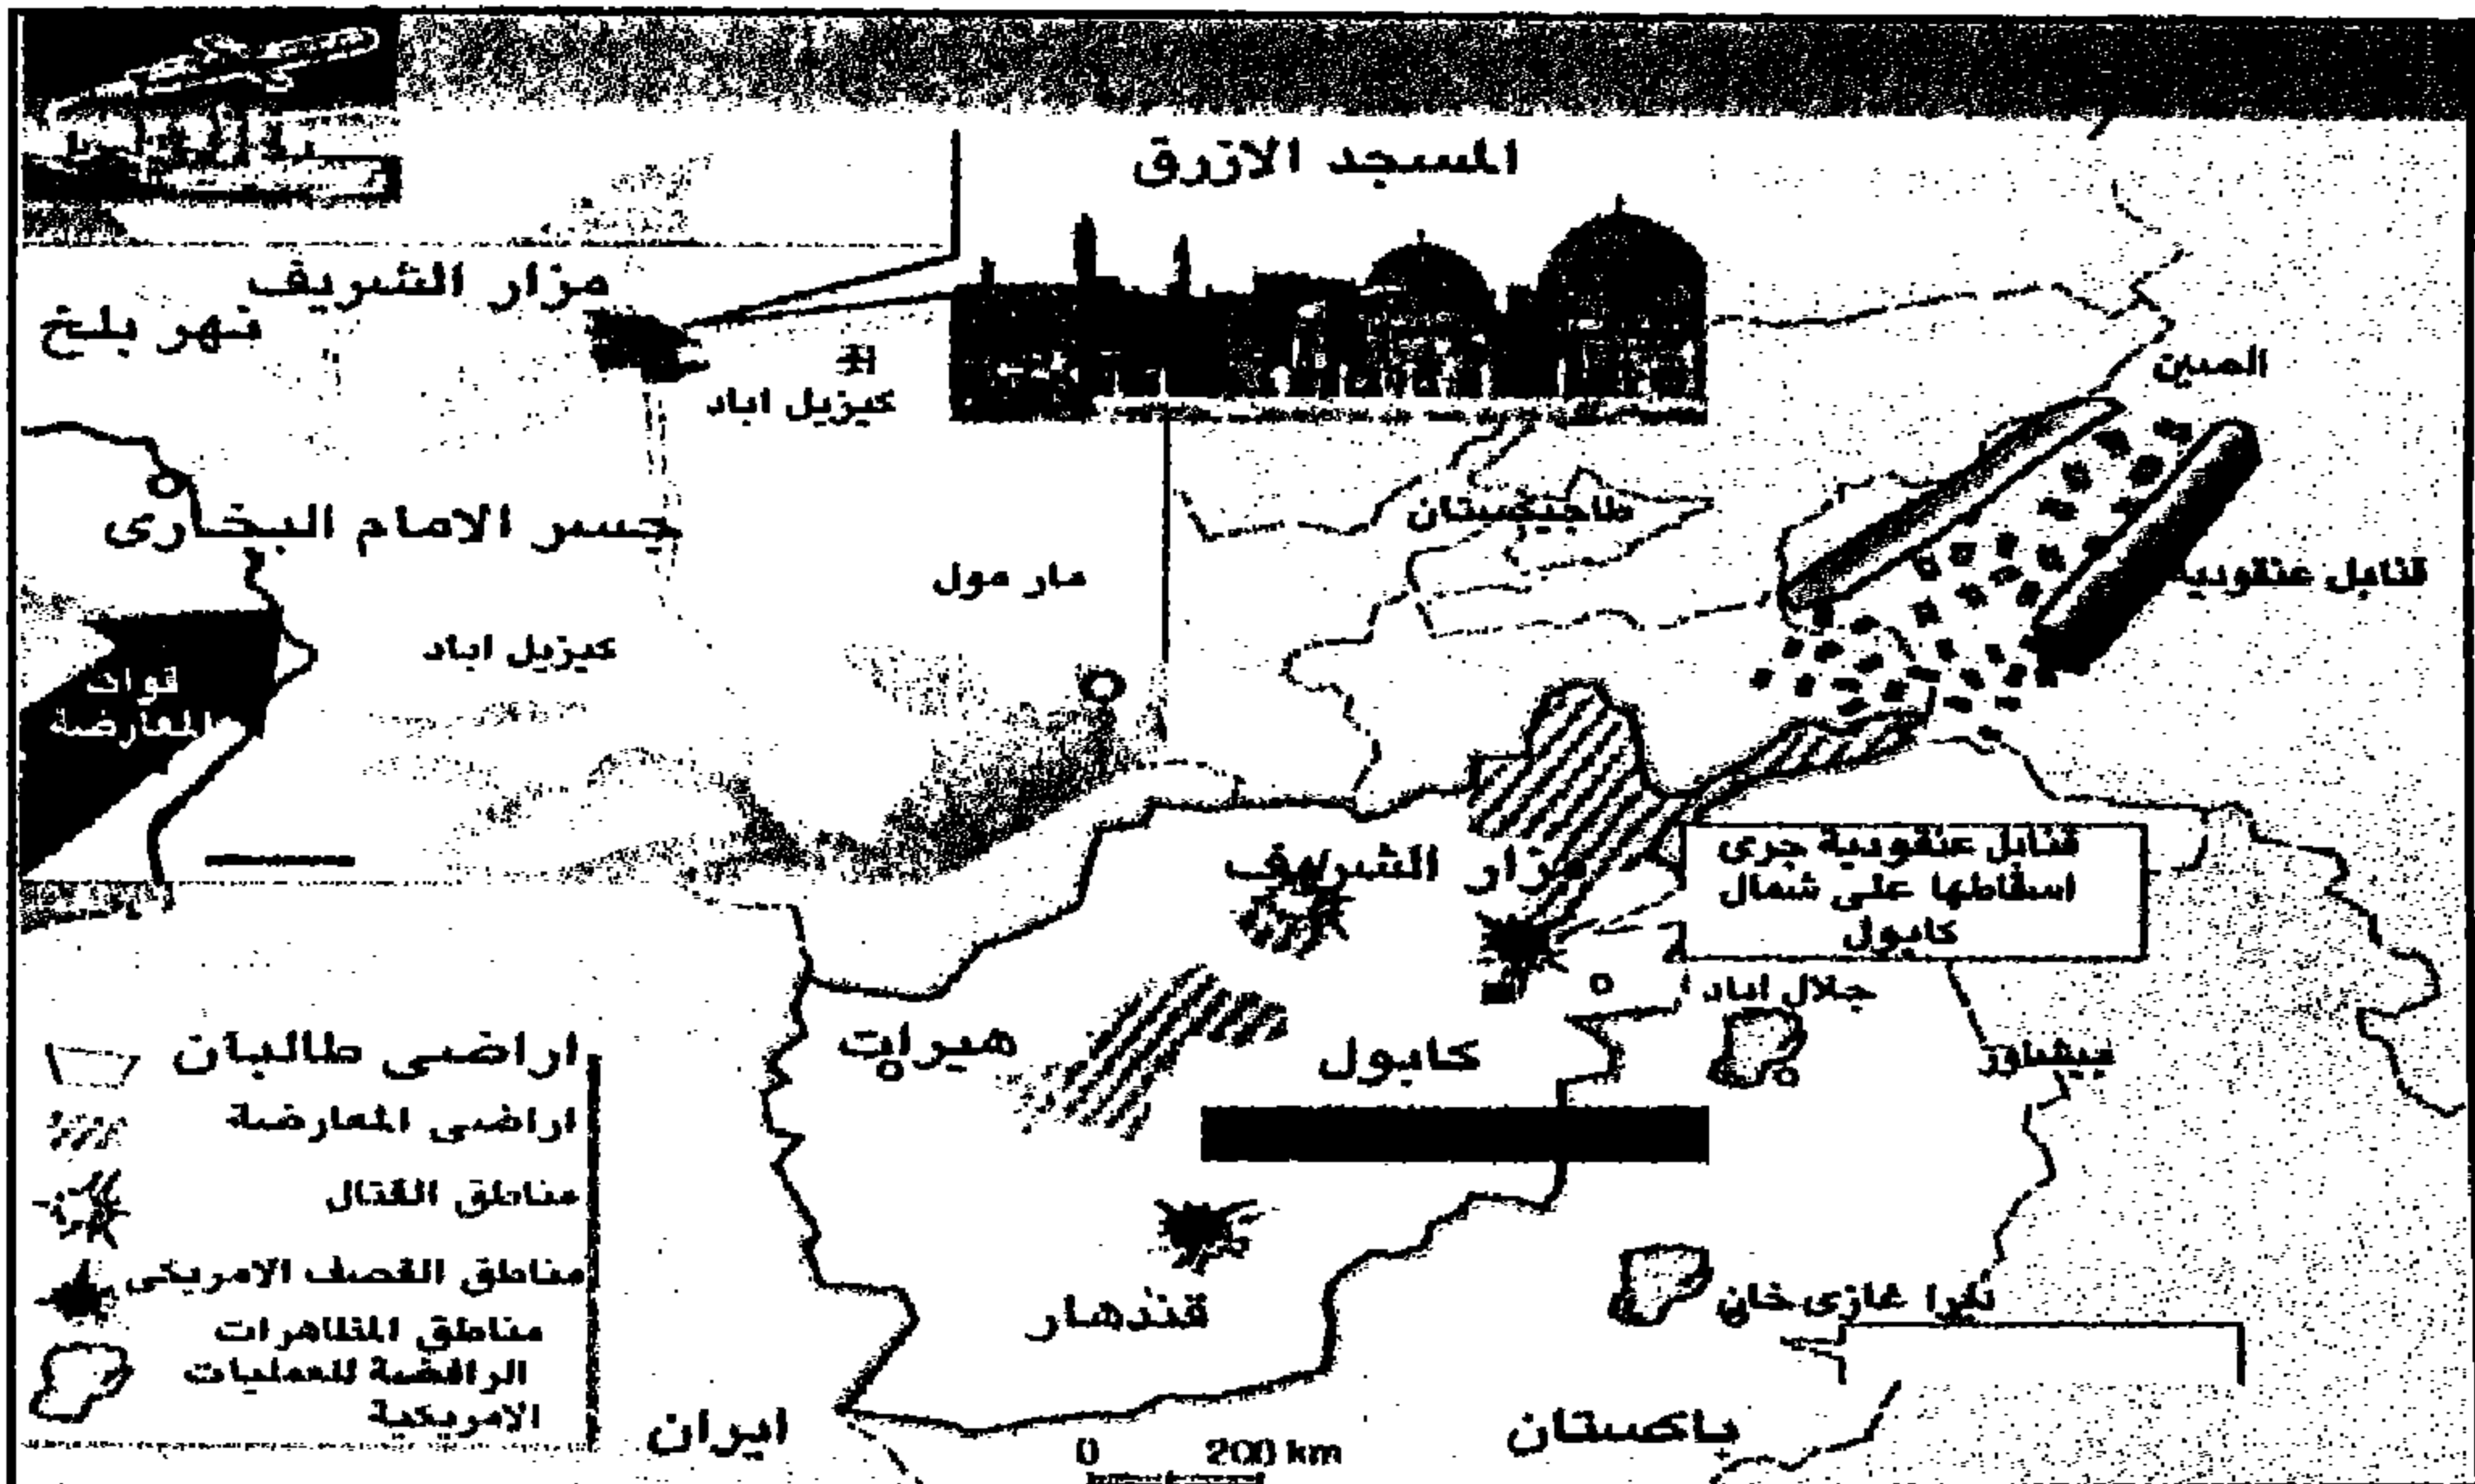 المسجد الازرق
مزار الشريف
نهر بلخ
كيزيل اباد
الصين
جسر الامام البخارى
طاجيكستان
مار مول
قنابل عنقودية
كيزيل اباد
قوات
المعارضة
مزار الشريف
قنابل عنقودية جرى
اسقاطها على شمال
كابول
جلال اباد
هيرات
كابول
بيشاور
اراضى طالبان
اراضى المعارضة
مناطق القتال
مناطق القصف الامريكى
مناطق المظاهرات
الرافضة للعمليات
الامريكية
قندهار
غازى خان
ايران
باكستان
0 200 km